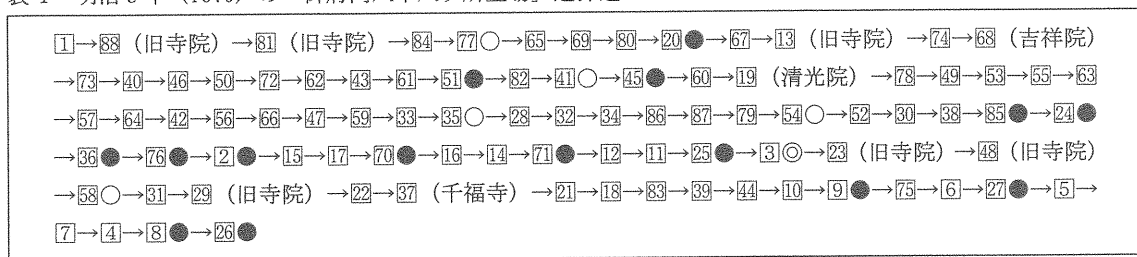 1→88（旧寺院）→81（旧寺院）→84→77○→65→69→80→20●→67→13（旧寺院）→74→68（吉祥院）
→73→40→46→50→72→62→43→61→51●→82→41○→45●→60→19（清光院）→78→49→53→55→63
→57→64→42→56→66→47→59→33→35○→28→32→34→86→87→79→54○→52→30→38→85●→24●
→36●→76●→2●→15→17→70●→16→14→71●→12→11→25●→3◎→23（旧寺院）→48（旧寺院）
→58○→31→29（旧寺院）→22→37（千福寺）→21→18→83→39→44→10→9●→75→6→27●→5→
7→4→8●→26●